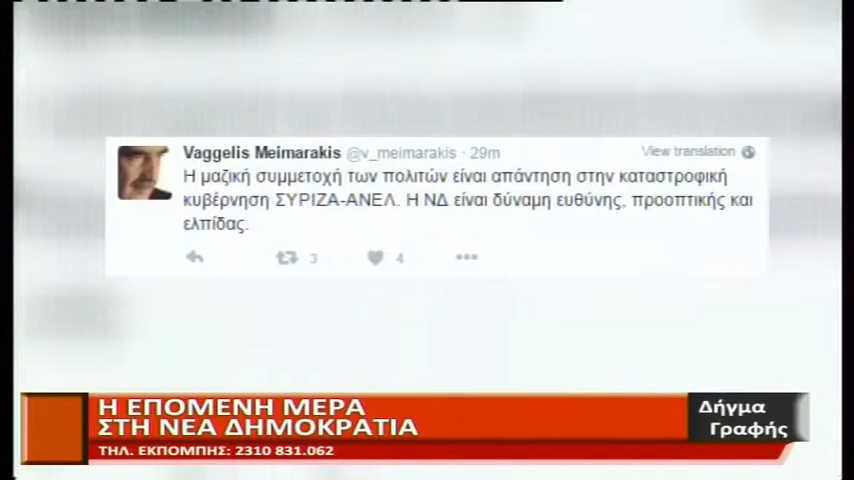 Vaggelis Meimarakis @v_meimarakis · 29m
View translation
Η μαζική συμμετοχή των πολιτών είναι απάντηση στην καταστροφική
κυβέρνηση ΣΥΡΙΖΑ-ΑΝΕΛ. Η ΝΔ είναι δύναμη ευθύνης, προοπτικής και
ελπίδας.
3
4
Η ΕΠΟΜΕΝΗ ΜΕΡΑ
ΣΤΗ ΝΕΑ ΔΗΜΟΚΡΑΤΙΑ
ΤΗΛ. ΕΚΠΟΜΠΗΣ: 2310 831.062
Δήγμα
Γραφής